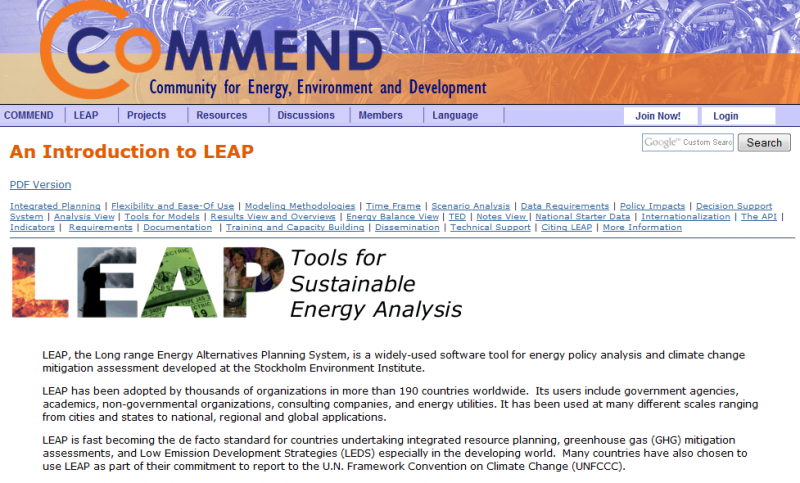 COMMEND
Community for Energy, Environment and Development
COMMEND | LEAP | Projects | Resources | Discussions | Members | Language | Join Now! Login
Google™ Custom Searc Search
An Introduction to LEAP
PDF Version
Integrated Planning | Flexibility and Ease-Of Use | Modeling Methodologies | Time Frame | Scenario Analysis | Data Requirements | Policy Impacts | Decision Support
System | Analysis View | Tools for Models | Results View and Overviews | Energy Balance View | TED | Notes View | National Starter Data | Internationalization | The API |
Indicators | Requirements | Documentation | Training and Capacity Building | Dissemination | Technical Support | Citing LEAP | More Information
LEAP
Tools for
Sustainable
Energy Analysis
LEAP, the Long range Energy Alternatives Planning System, is a widely-used software tool for energy policy analysis and climate change
mitigation assessment developed at the Stockholm Environment Institute.
LEAP has been adopted by thousands of organizations in more than 190 countries worldwide. Its users include government agencies,
academics, non-governmental organizations, consulting companies, and energy utilities. It has been used at many different scales ranging
from cities and states to national, regional and global applications.
LEAP is fast becoming the de facto standard for countries undertaking integrated resource planning, greenhouse gas (GHG) mitigation
assessments, and Low Emission Development Strategies (LEDS) especially in the developing world. Many countries have also chosen to
use LEAP as part of their commitment to report to the U.N. Framework Convention on Climate Change (UNFCCC).